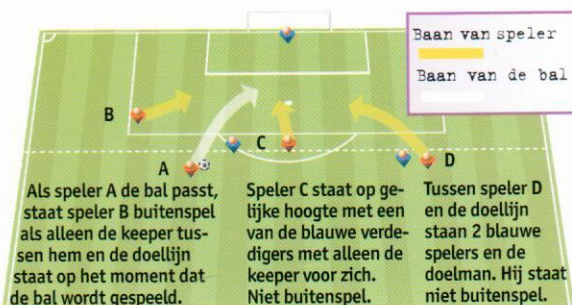 Baan van speler
Baan van de bal
B
C
A
D
Als speler A de bal passt,
staat speler B buitenspel
als alleen de keeper tus-
sen hem en de doellijn
staat op het moment dat
de bal wordt gespeeld.
Speler C staat op ge-
lijke hoogte met een
van de blauwe verde-
digers met alleen de
keeper voor zich.
Niet buitenspel.
Tussen speler D
en de doellijn
staan 2 blauwe
spelers en de
doelman. Hij staat
niet buitenspel.